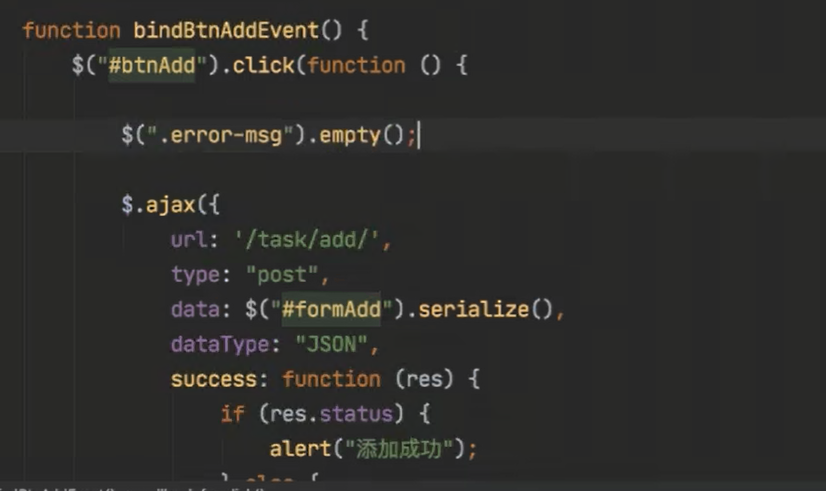 function bindBtnAddEvent() {
$("#btnAdd").click(function () {
$(".error-msg").empty();
$.ajax({
url: '/task/add/',
type: "post",
data: $("#formAdd").serialize(),
dataType: "JSON",
success: function (res) {
if (res.status) {
alert("添加成功");
} else {